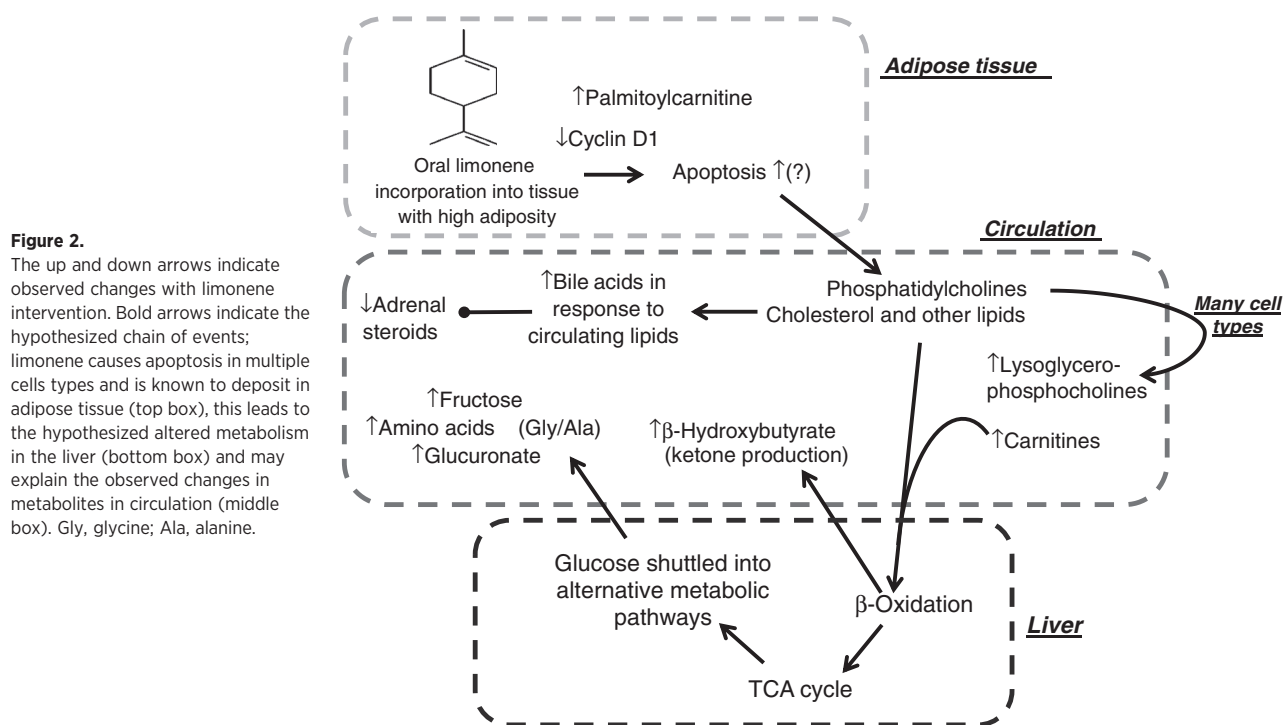 Adipose tissue
↑Palmitoylcarnitine
↓Cyclin D1
Oral limonene
incorporation into tissue
with high adiposity
Apoptosis ↑(?)
Figure 2.
The up and down arrows indicate
observed changes with limonene
intervention. Bold arrows indicate the
hypothesized chain of events;
limonene causes apoptosis in multiple
cells types and is known to deposit in
adipose tissue (top box), this leads to
the hypothesized altered metabolism
in the liver (bottom box) and may
explain the observed changes in
metabolites in circulation (middle
box). Gly, glycine; Ala, alanine.
Circulation
↓Adrenal
steroids
↑Bile acids in
response to
circulating lipids
Phosphatidylcholines
Cholesterol and other lipids
Many cell
types
↑Lysoglycero-
phosphocholines
↑Fructose
↑Amino acids (Gly/Ala)
↑Glucuronate
↑β-Hydroxybutyrate
(ketone production)
↑Carnitines
Glucose shuttled into
alternative metabolic
pathways
β-Oxidation
Liver
TCA cycle